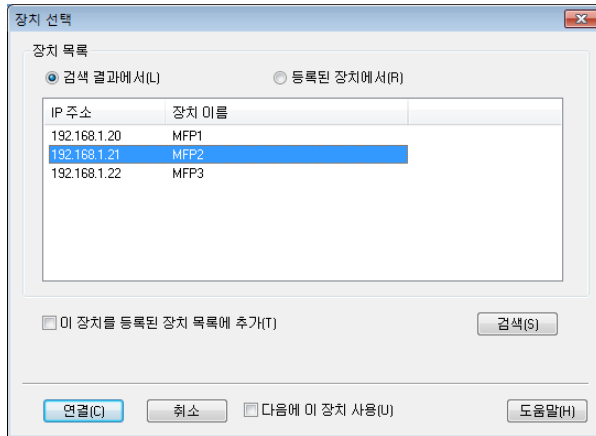 장치 선택
장치 목록
검색 결과에서(L) 등록된 장치에서(R)
IP 주소 장치 이름
192.168.1.20 MFP1
192.168.1.21 MFP2
192.168.1.22 MFP3
이 장치를 등록된 장치 목록에 추가(T) 검색(S)
연결(C) 취소 다음에 이 장치 사용(U) 도움말(H)